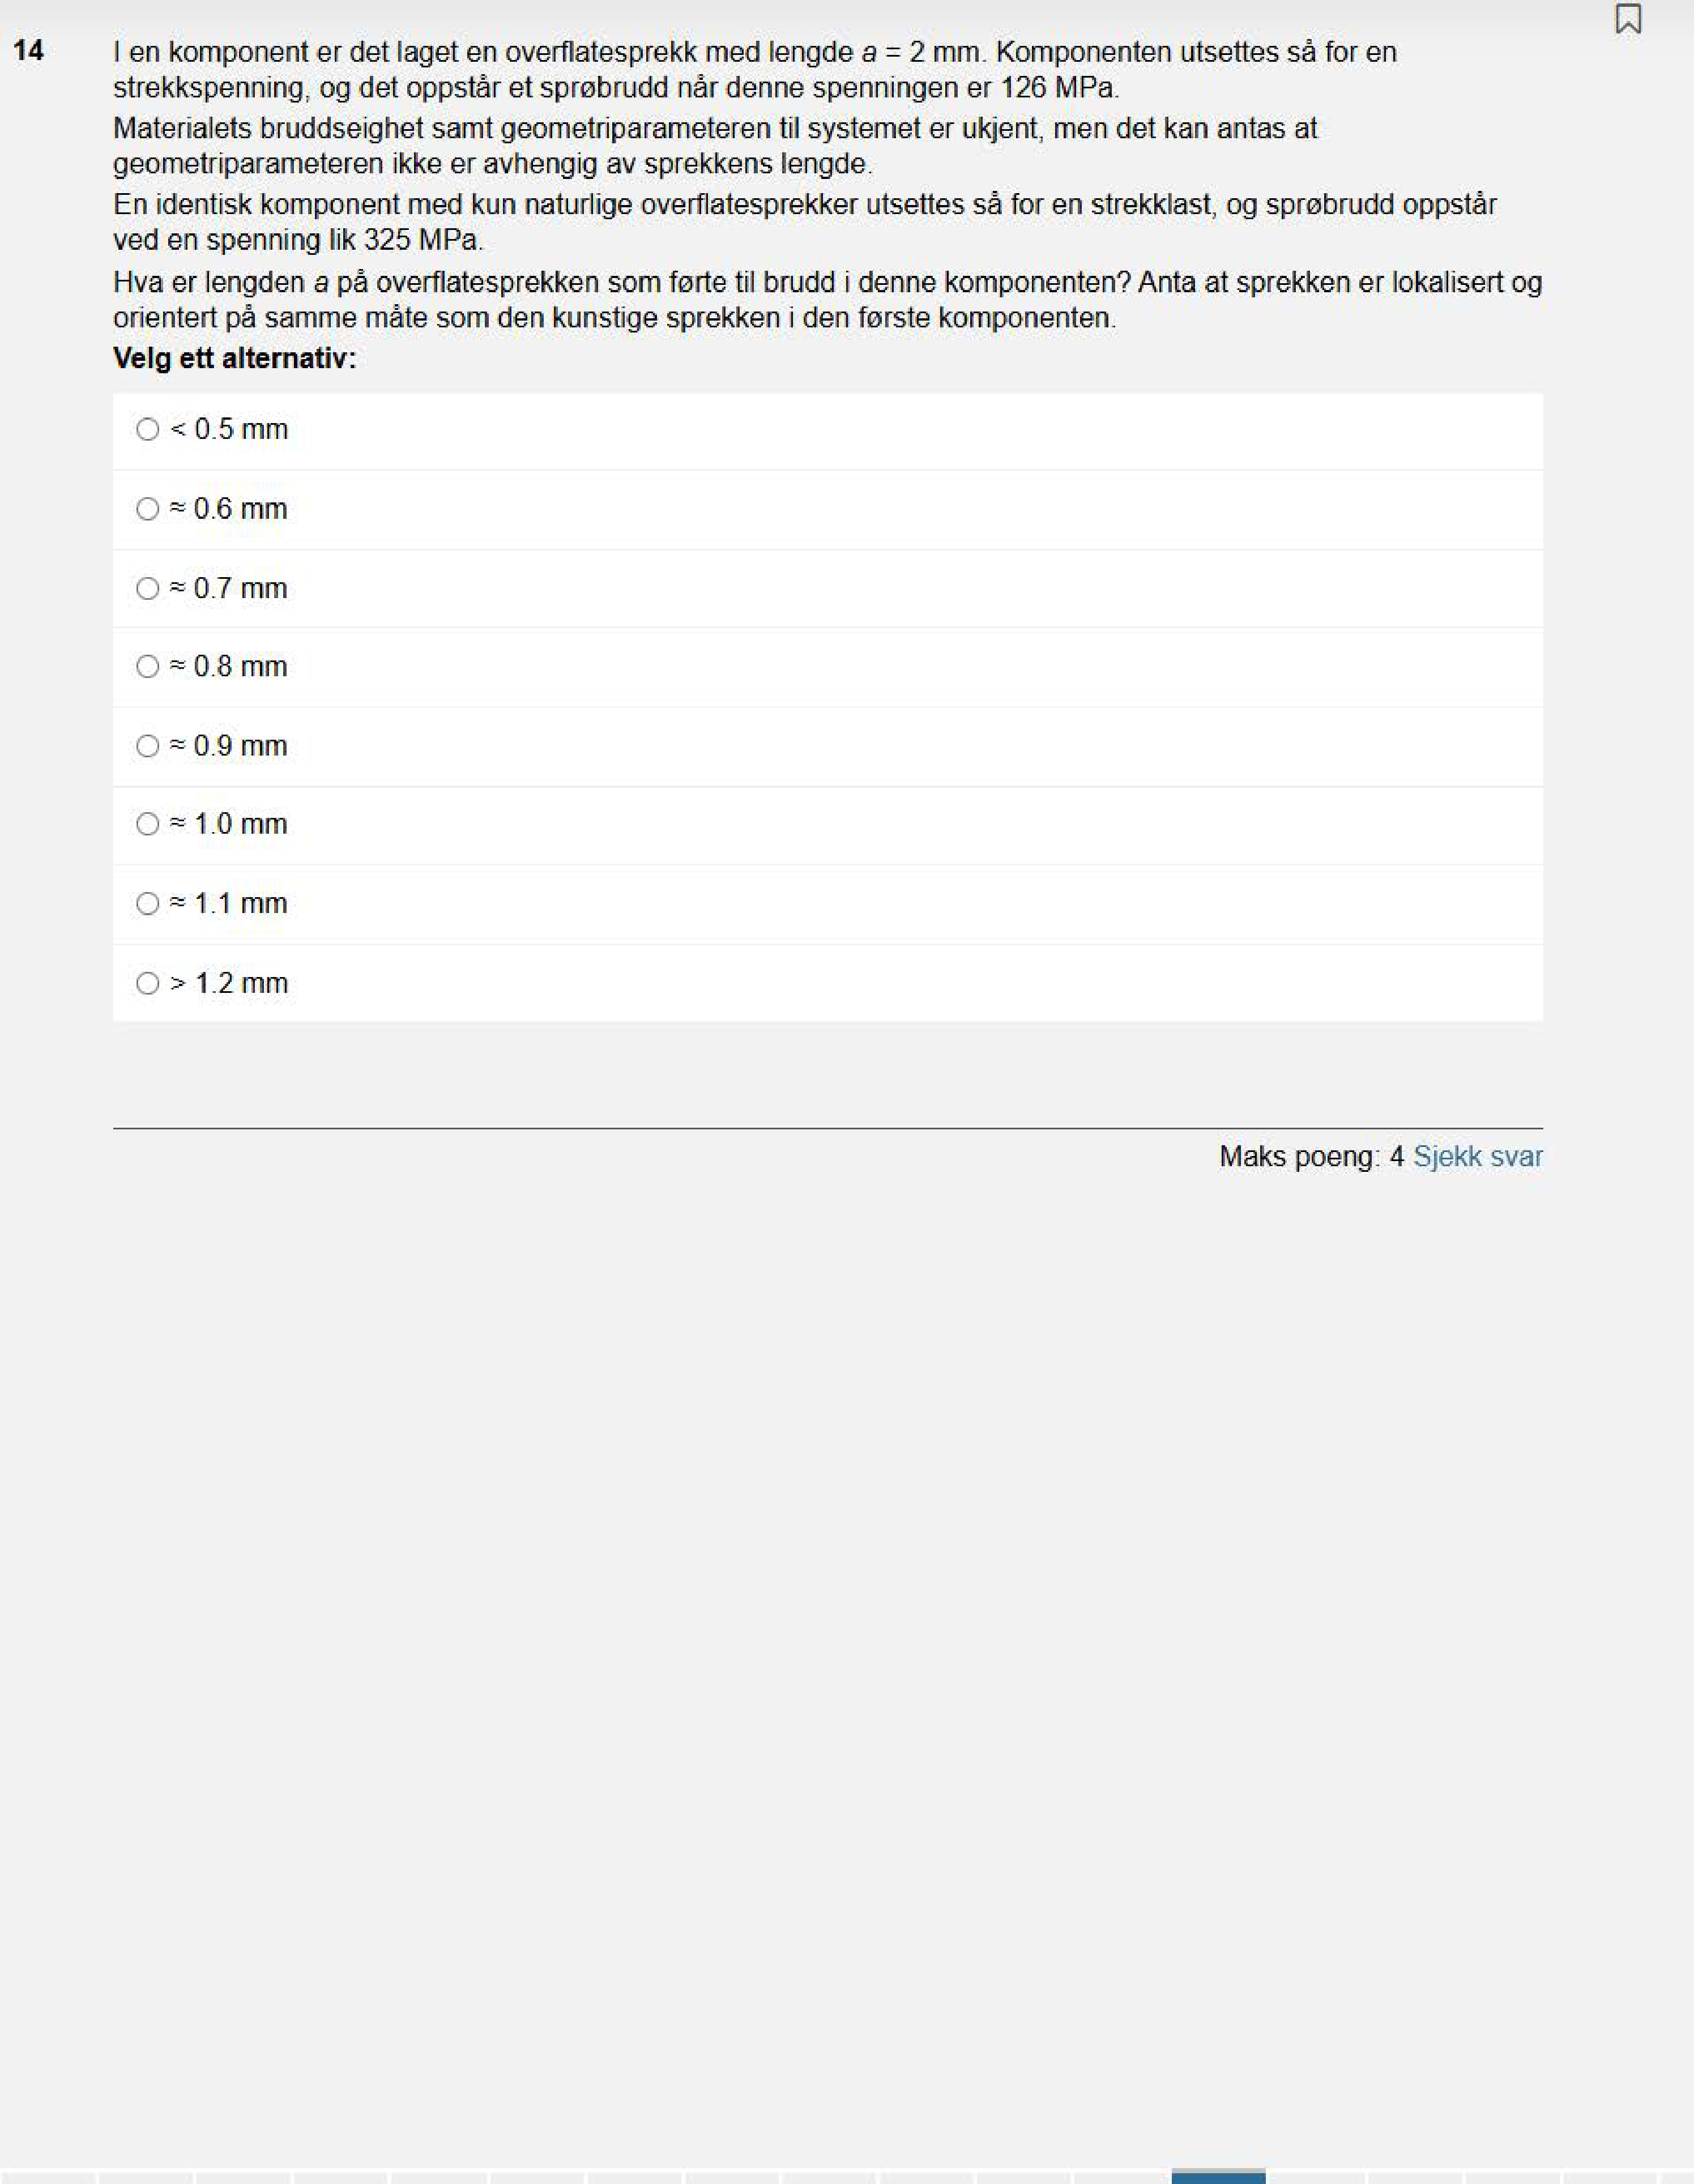 14
I en komponent er det laget en overflatesprekk med lengde a = 2 mm. Komponenten utsettes så for en
strekkspenning, og det oppstår et sprøbrudd når denne spenningen er 126 MPa.
Materialets bruddseighet samt geometriparameteren til systemet er ukjent, men det kan antas at
geometriparameteren ikke er avhengig av sprekkens lengde.
En identisk komponent med kun naturlige overflatesprekker utsettes så for en strekklast, og sprøbrudd oppstår
ved en spenning lik 325 MPa.
Hva er lengden a på overflatesprekken som førte til brudd i denne komponenten? Anta at sprekken er lokalisert og
orientert på samme måte som den kunstige sprekken i den første komponenten.
Velg ett alternativ:
< 0.5 mm
≈ 0.6 mm
≈ 0.7 mm
≈ 0.8 mm
≈ 0.9 mm
≈ 1.0 mm
≈ 1.1 mm
> 1.2 mm
Maks poeng: 4 Sjekk svar